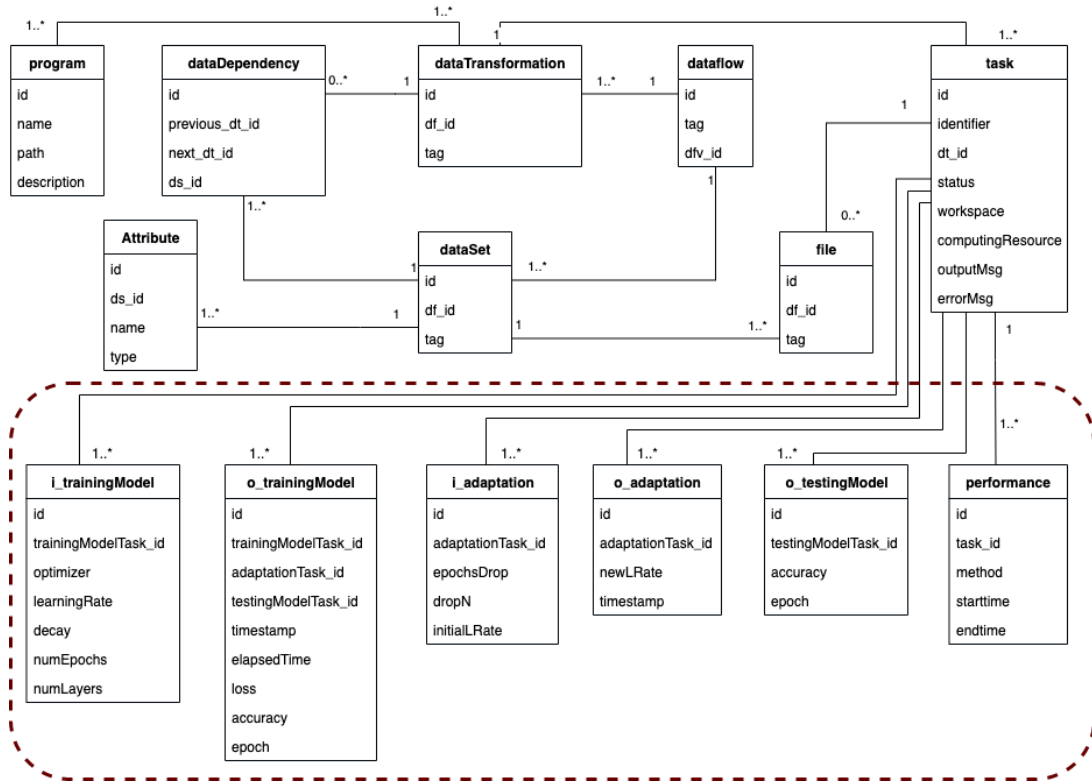 1..*
1..*
1
1..*
program
id
name
path
description
dataDependency
id
previous_dt_id
next_dt_id
ds_id
0..*
1
dataTransformation
id
df_id
tag
1..*
1
dataflow
id
tag
dfv_id
task
id
identifier
dt_id
status
workspace
computingResource
outputMsg
errorMsg
1
1..*
1
0..*
Attribute
id
ds_id
name
type
1..*
1
1
1..*
dataSet
id
df_id
tag
1
1..*
file
id
df_id
tag
1
1..*
1..*
1..*
1..*
1..*
1..*
i_trainingModel
id
trainingModelTask_id
optimizer
learningRate
decay
numEpochs
numLayers
o_trainingModel
id
trainingModelTask_id
adaptationTask_id
testingModelTask_id
timestamp
elapsedTime
loss
accuracy
epoch
i_adaptation
id
adaptationTask_id
epochsDrop
dropN
initialLRate
o_adaptation
id
adaptationTask_id
newLRate
timestamp
o_testingModel
id
testingModelTask_id
accuracy
epoch
performance
id
task_id
method
starttime
endtime